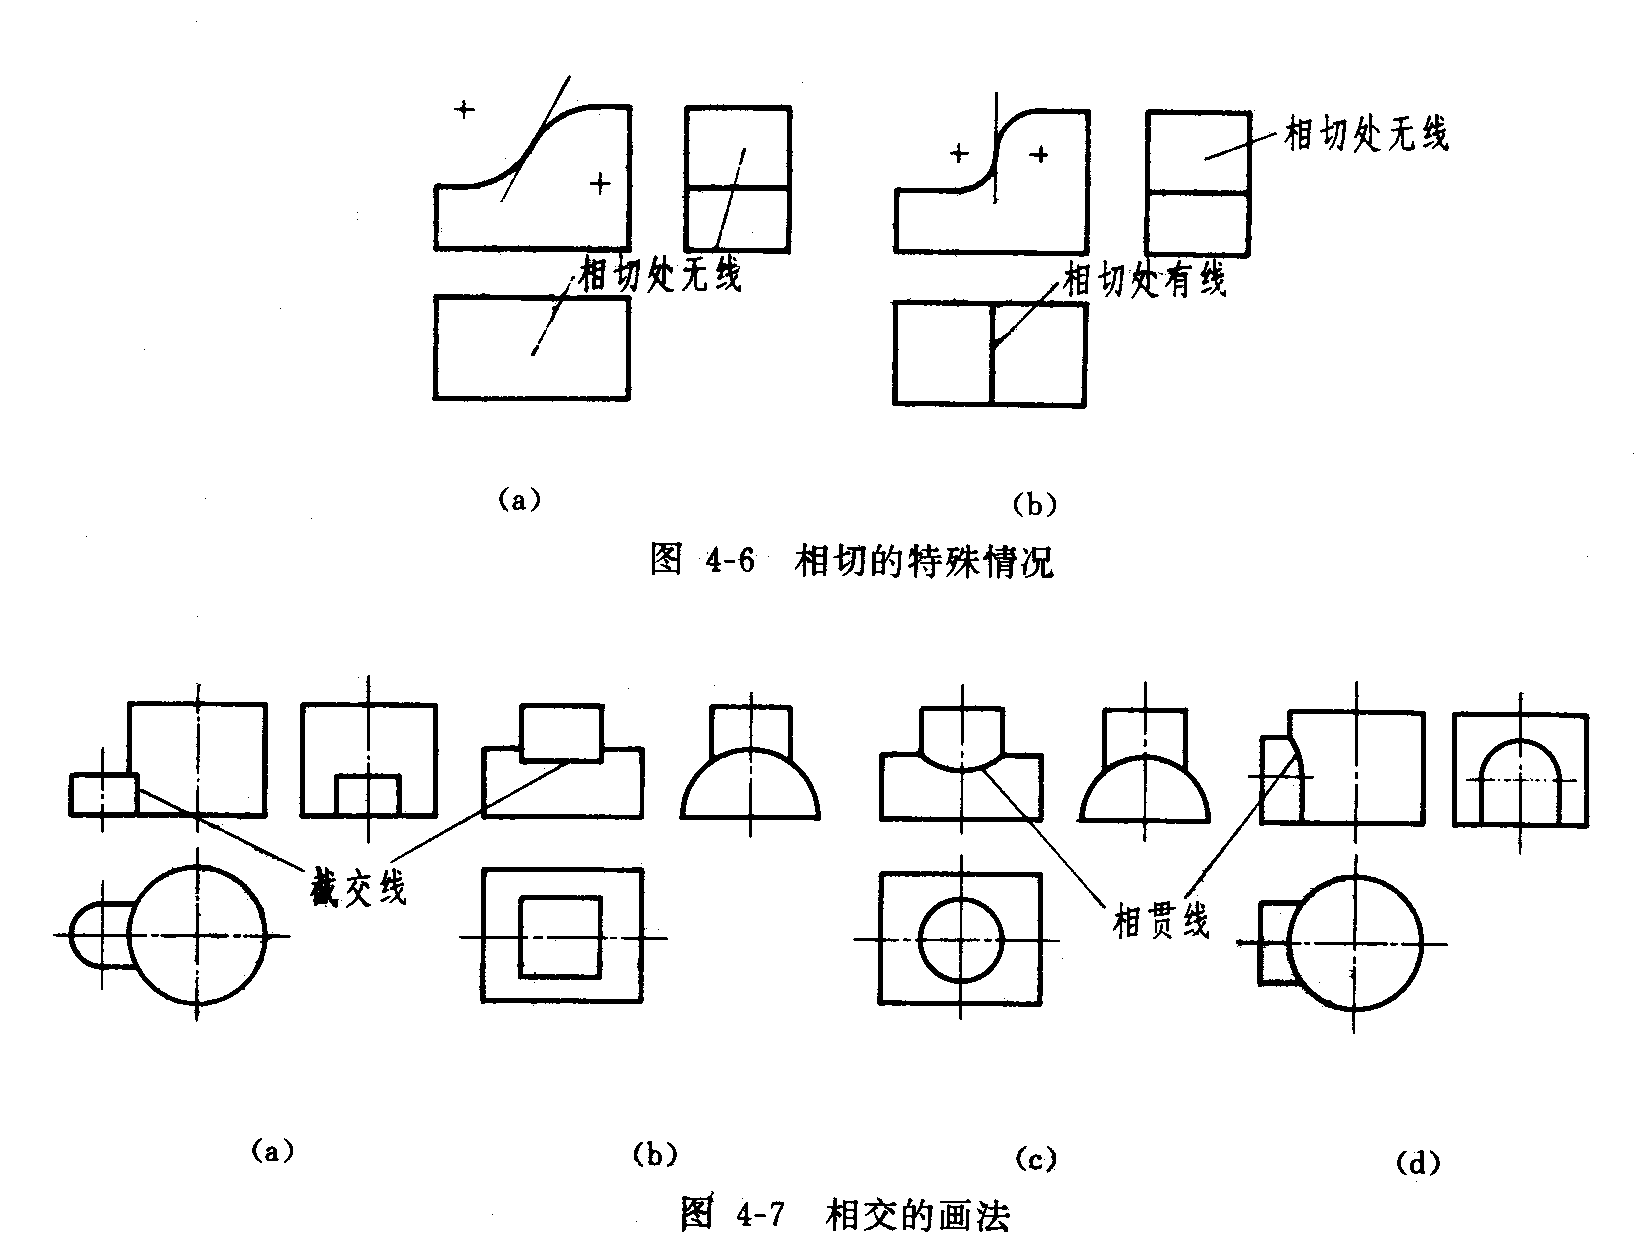 相切处无线
相切处无线
相切处有线
(a)
(b)
图 4-6 相切的特殊情况
截交线
相贯线
(a)
(b)
(c)
(d)
图 4-7 相交的画法